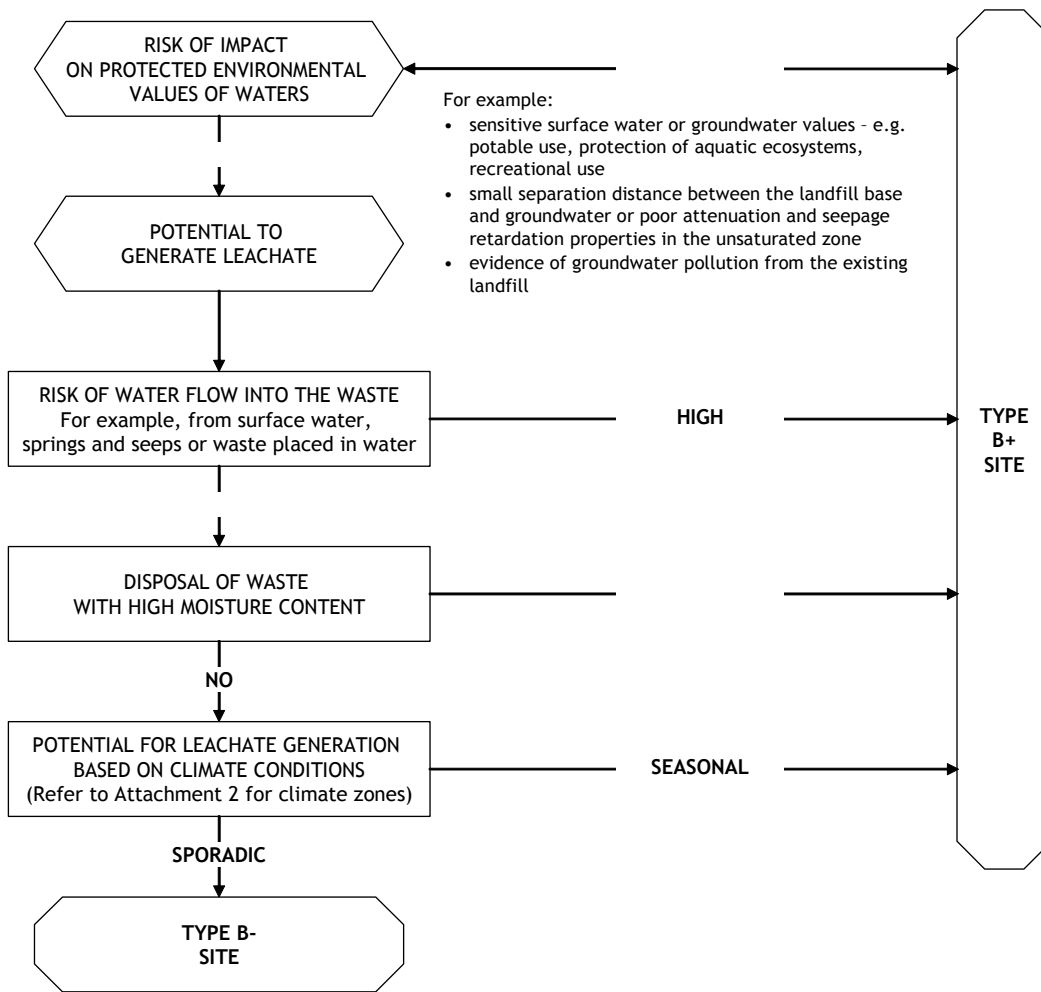 RISK OF IMPACT
ON PROTECTED ENVIRONMENTAL
VALUES OF WATERS
For example:
• sensitive surface water or groundwater values – e.g.
potable use, protection of aquatic ecosystems,
recreational use
• small separation distance between the landfill base
and groundwater or poor attenuation and seepage
retardation properties in the unsaturated zone
• evidence of groundwater pollution from the existing
landfill
POTENTIAL TO
GENERATE LEACHATE
RISK OF WATER FLOW INTO THE WASTE
For example, from surface water,
springs and seeps or waste placed in water
HIGH
TYPE
B+
SITE
DISPOSAL OF WASTE
WITH HIGH MOISTURE CONTENT
NO
POTENTIAL FOR LEACHATE GENERATION
BASED ON CLIMATE CONDITIONS
(Refer to Attachment 2 for climate zones)
SEASONAL
SPORADIC
TYPE B-
SITE